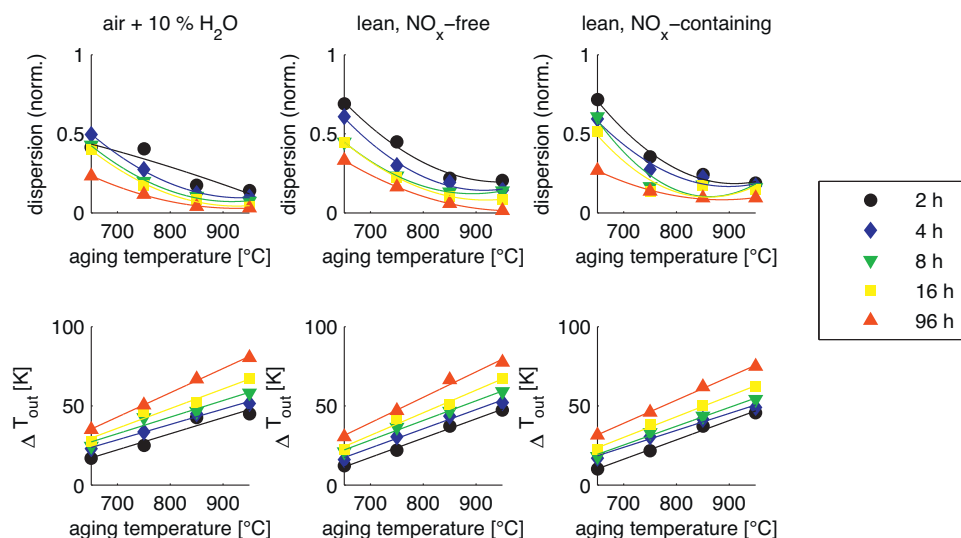 air + 10 % H2O
lean, NOx−free
lean, NOx−containing
dispersion (norm.)
1
0.5
0
700 800 900
aging temperature [°C]
dispersion (norm.)
1
0.5
0
700 800 900
aging temperature [°C]
dispersion (norm.)
1
0.5
0
700 800 900
aging temperature [°C]
2 h
4 h
8 h
16 h
96 h
Δ Tout [K]
100
50
0
700 800 900
aging temperature [°C]
Δ Tout [K]
100
50
0
700 800 900
aging temperature [°C]
Δ Tout [K]
100
50
0
700 800 900
aging temperature [°C]